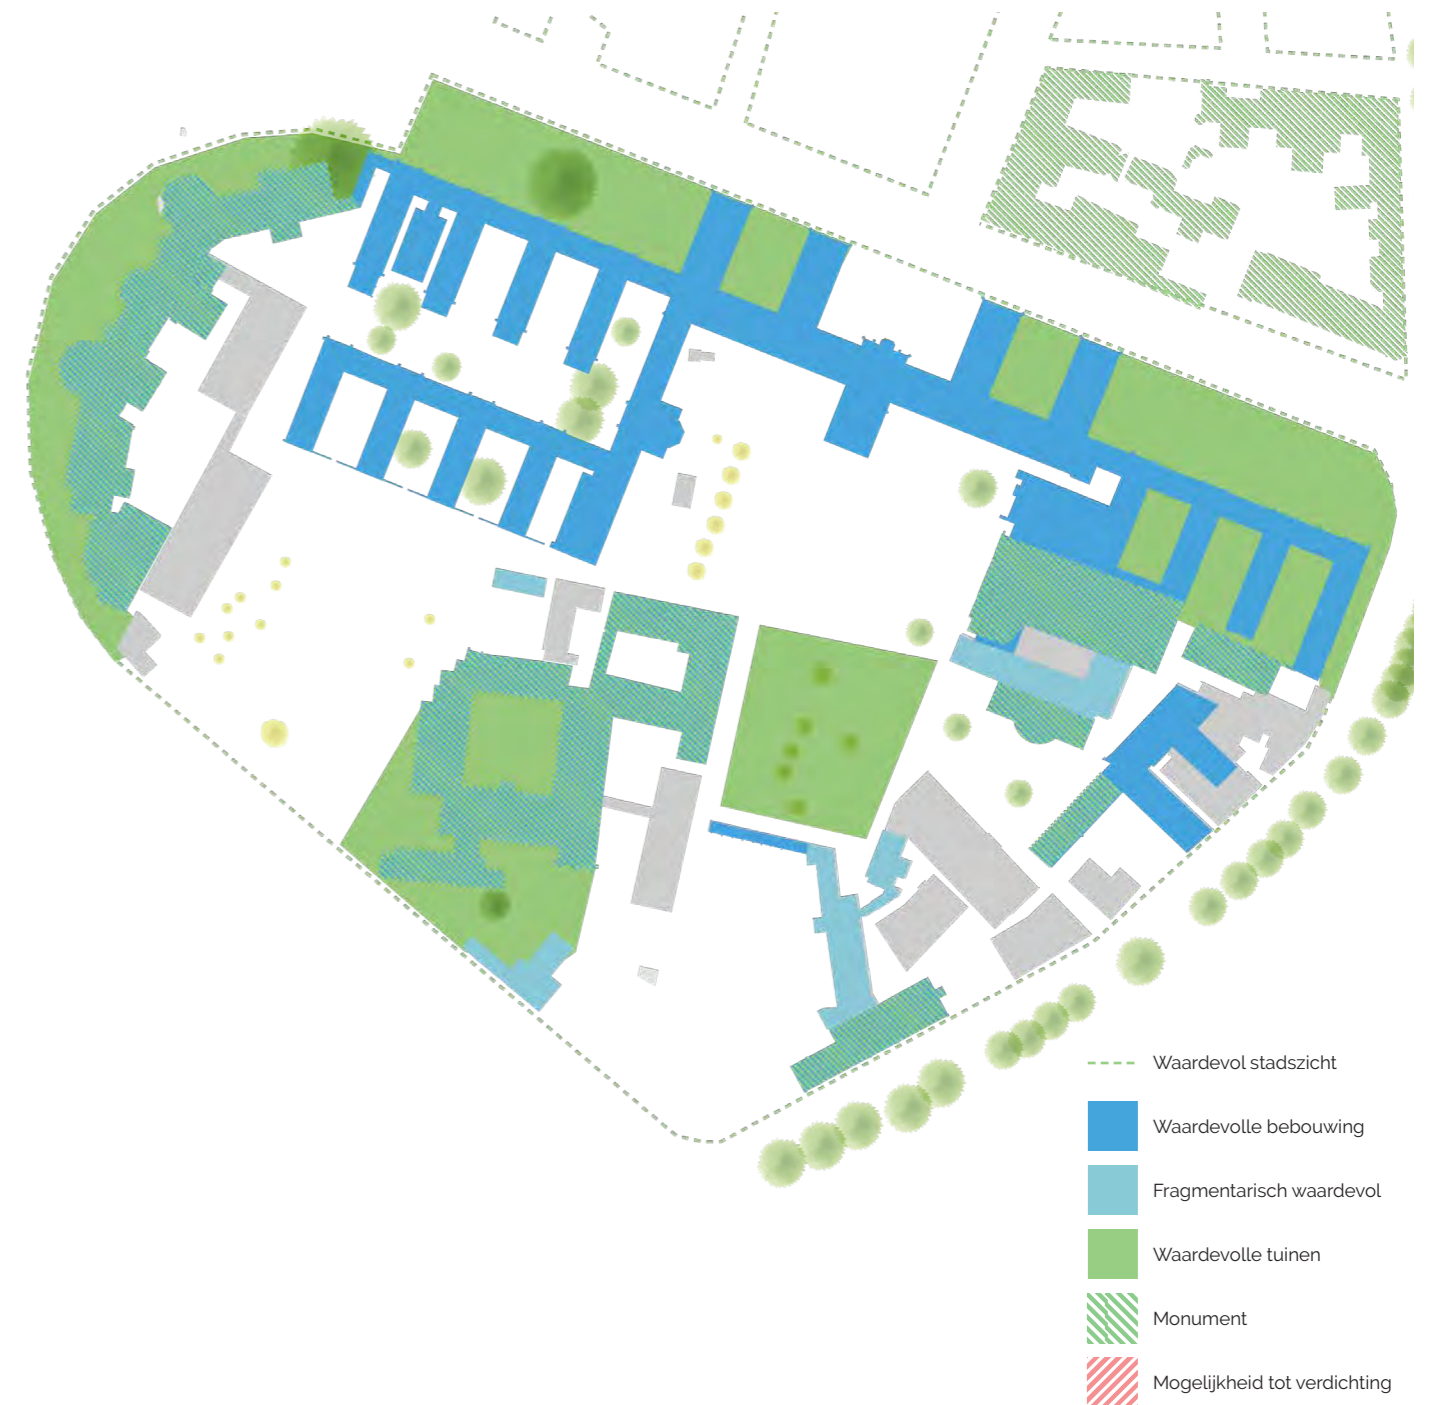 Waardevol stadszicht
Waardevolle bebouwing
Fragmentarisch waardevol
Waardevolle tuinen
Monument
Mogelijkheid tot verdichting